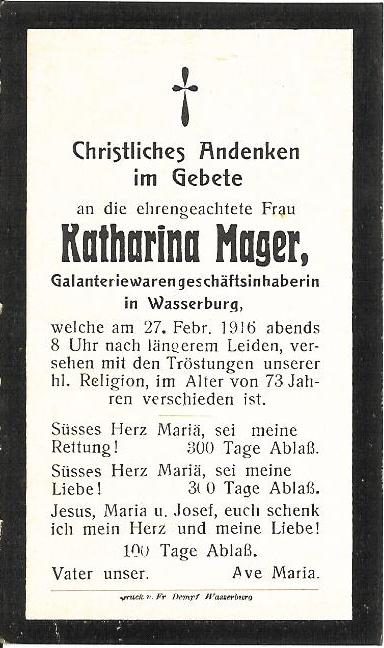 Christliches Andenken
im Gebete
an die ehrengeachtete Frau
Katharina Mager,
Galanteriewarengeschäftsinhaberin
in Wasserburg,
welche am 27. Febr. 1916 abends
8 Uhr nach längerem Leiden, ver-
sehen mit den Tröstungen unserer
hl. Religion, im Alter von 73 Jah-
ren verschieden ist.
Süsses Herz Mariä, sei meine
Rettung! 300 Tage Ablaß.
Süsses Herz Mariä, sei meine
Liebe! 300 Tage Ablaß.
Jesus, Maria u. Josef, euch schenk
ich mein Herz und meine Liebe!
100 Tage Ablaß.
Vater unser. Ave Maria.
Druck v. Fr. Dempf Wasserburg